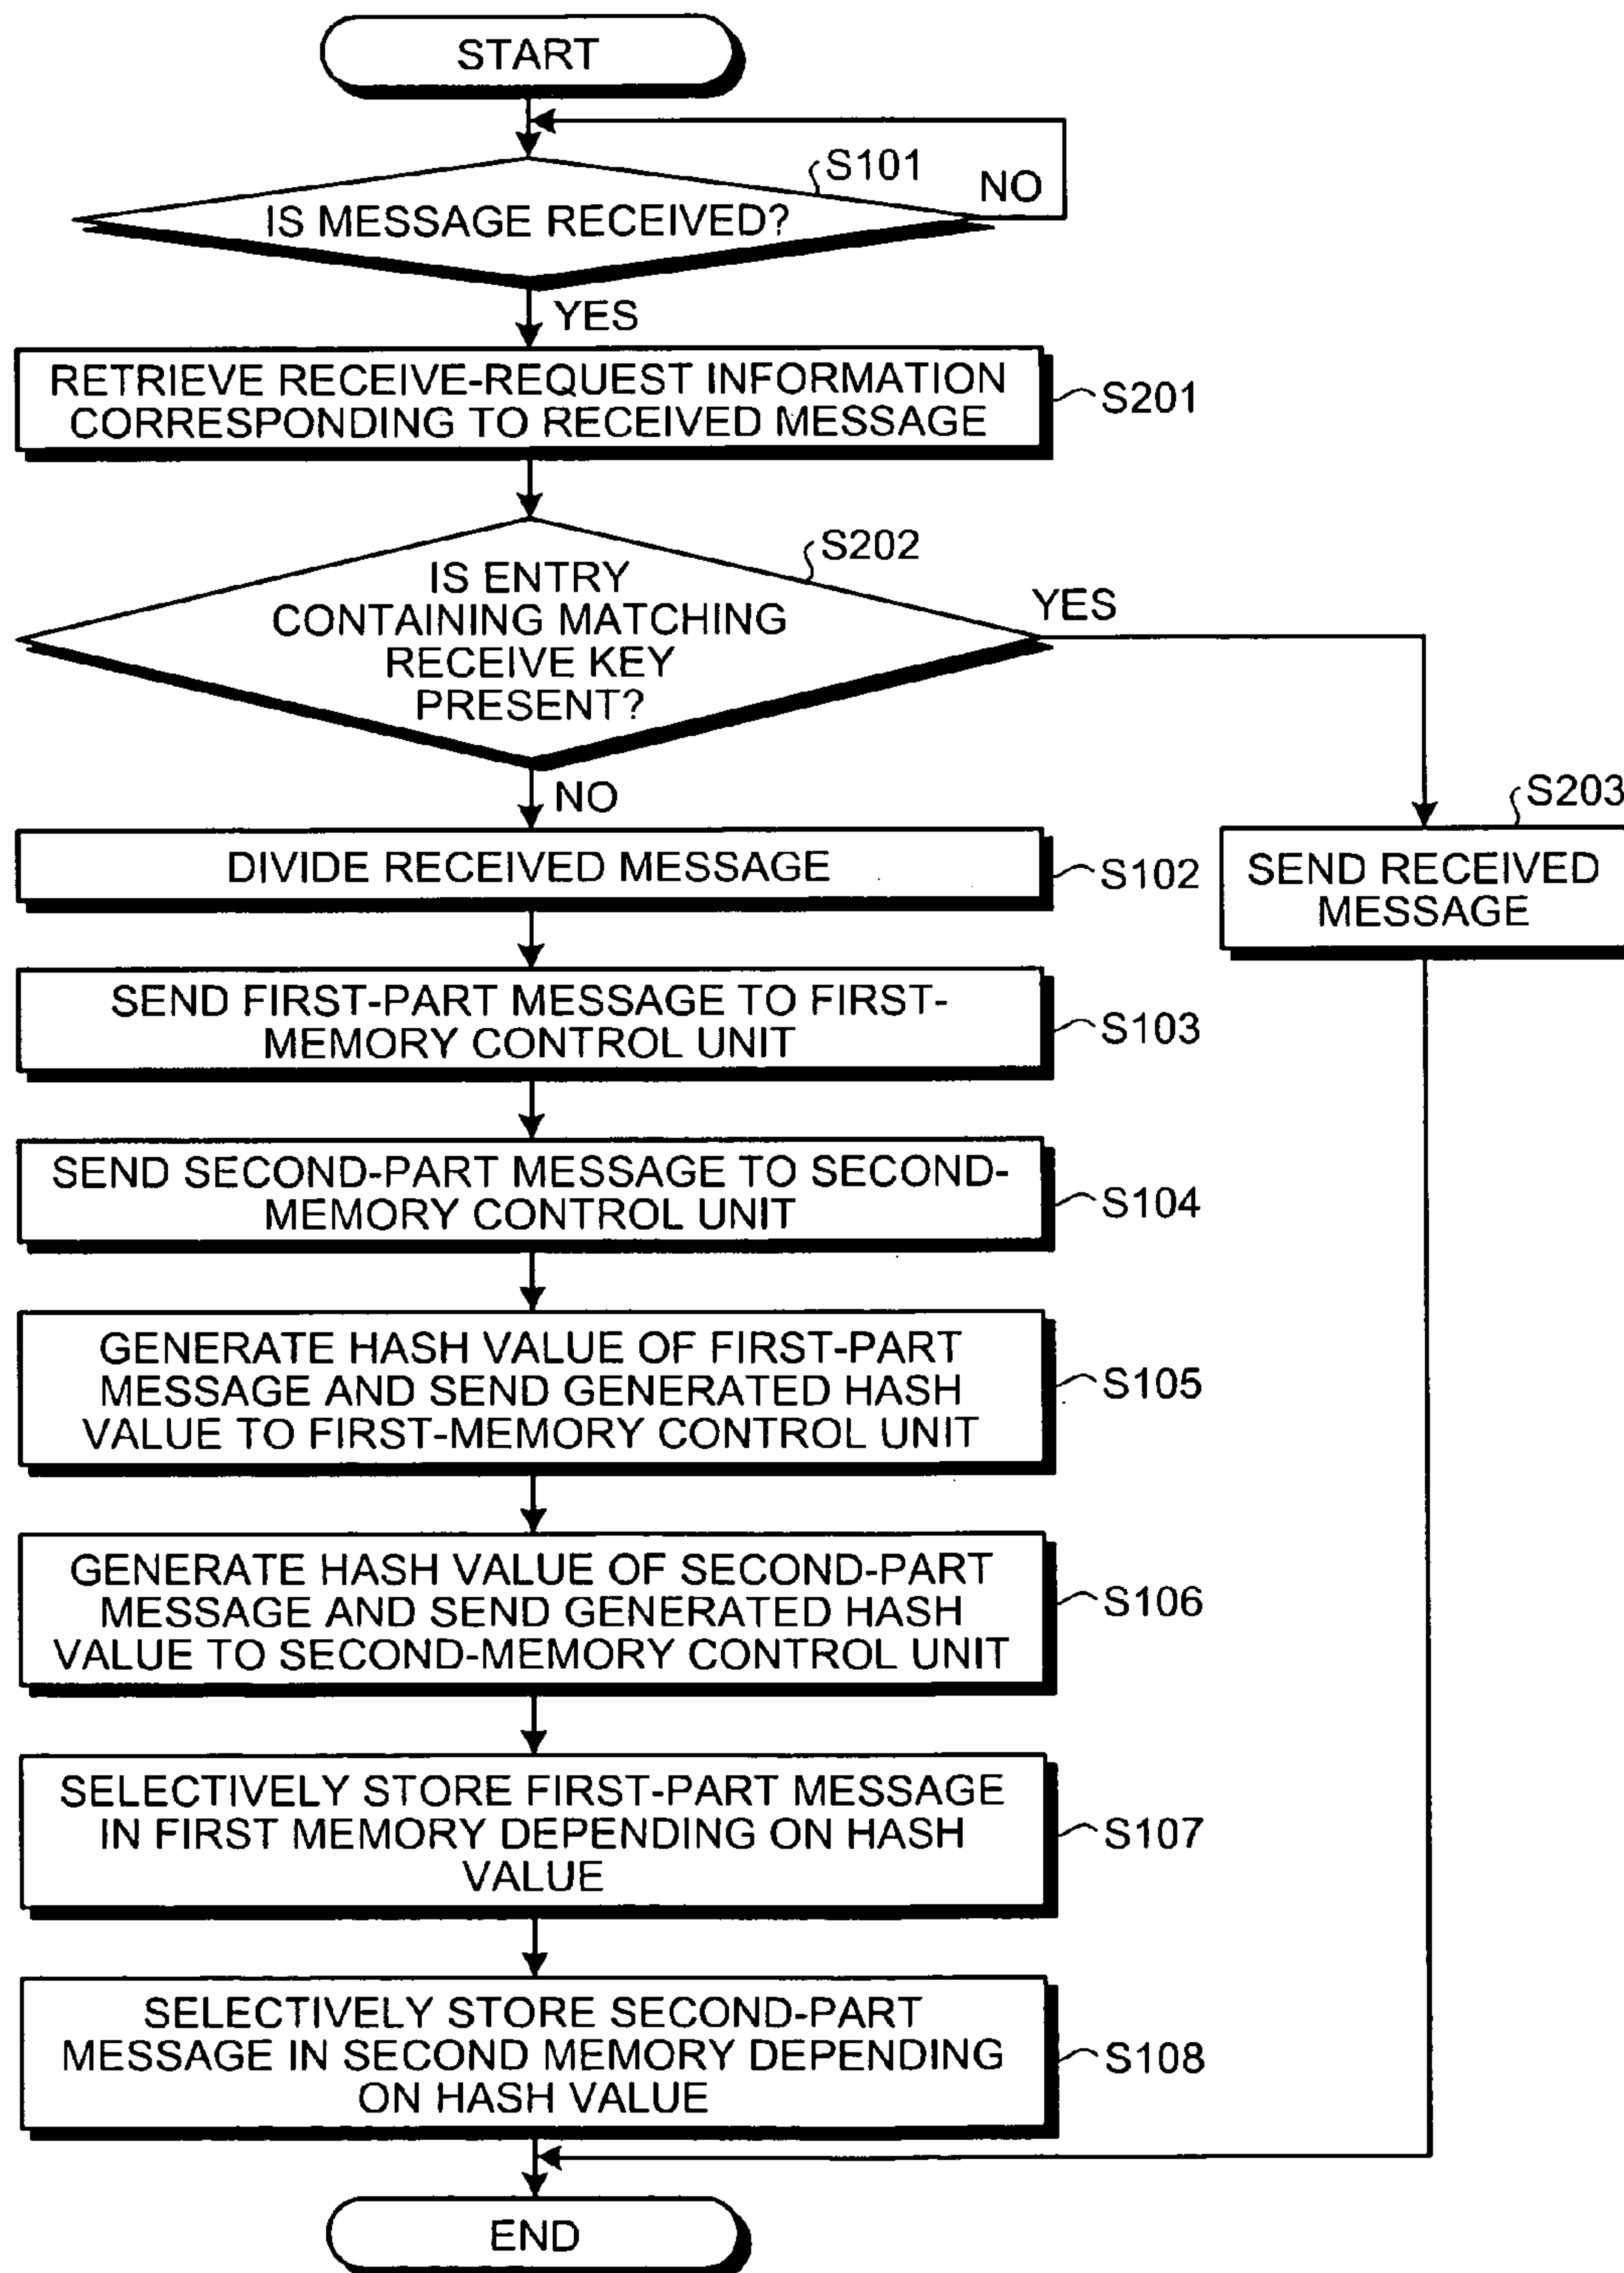 START
S101
NO
IS MESSAGE RECEIVED?
YES
RETRIEVE RECEIVE-REQUEST INFORMATION
CORRESPONDING TO RECEIVED MESSAGE
S201
S202
IS ENTRY
CONTAINING MATCHING
RECEIVE KEY
PRESENT?
YES
NO
S203
DIVIDE RECEIVED MESSAGE
S102
SEND RECEIVED
MESSAGE
SEND FIRST-PART MESSAGE TO FIRST-
MEMORY CONTROL UNIT
S103
SEND SECOND-PART MESSAGE TO SECOND-
MEMORY CONTROL UNIT
S104
GENERATE HASH VALUE OF FIRST-PART
MESSAGE AND SEND GENERATED HASH
VALUE TO FIRST-MEMORY CONTROL UNIT
S105
GENERATE HASH VALUE OF SECOND-PART
MESSAGE AND SEND GENERATED HASH
VALUE TO SECOND-MEMORY CONTROL UNIT
S106
SELECTIVELY STORE FIRST-PART MESSAGE
IN FIRST MEMORY DEPENDING ON HASH
VALUE
S107
SELECTIVELY STORE SECOND-PART
MESSAGE IN SECOND MEMORY DEPENDING
ON HASH VALUE
S108
END